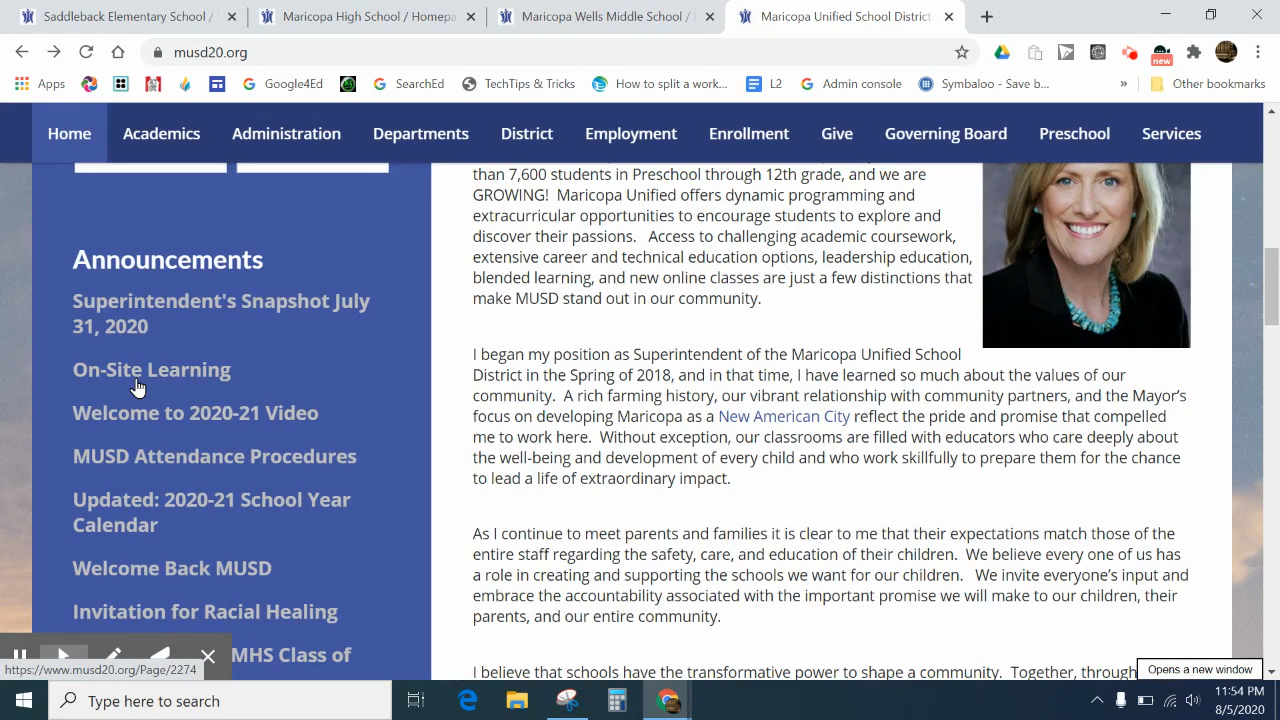 Saddleback Elementary School /
Maricopa High School / Homepa
Maricopa Wells Middle School /
Maricopa Unified School District
musd20.org
new
Apps
Google4Ed
SearchEd
TechTips & Tricks
How to split a work...
L2
Admin console
Symbaloo - Save b...
»
Other bookmarks
Home
Academics
Administration
Departments
District
Employment
Enrollment
Give
Governing Board
Preschool
Services
Announcements
Superintendent's Snapshot July
31, 2020
On-Site Learning
Welcome to 2020-21 Video
MUSD Attendance Procedures
Updated: 2020-21 School Year
Calendar
Welcome Back MUSD
Invitation for Racial Healing
MHS Class of
than 7,600 students in Preschool through 12th grade, and we are
GROWING! Maricopa Unified offers dynamic programming and
extracurricular opportunities to encourage students to explore and
discover their passions. Access to challenging academic coursework,
extensive career and technical education options, leadership education,
blended learning, and new online classes are just a few distinctions that
make MUSD stand out in our community.
I began my position as Superintendent of the Maricopa Unified School
District in the Spring of 2018, and in that time, I have learned so much about the values of our
community. A rich farming history, our vibrant relationship with community partners, and the Mayor's
focus on developing Maricopa as a New American City reflect the pride and promise that compelled
me to work here. Without exception, our classrooms are filled with educators who care deeply about
the well-being and development of every child and who work skillfully to prepare them for the chance
to lead a life of extraordinary impact.
As I continue to meet parents and families it is clear to me that their expectations match those of the
entire staff regarding the safety, care, and education of their children. We believe every one of us has
a role in creating and supporting the schools we want for our children. We invite everyone's input and
embrace the accountability associated with the important promise we will make to our children, their
parents, and our entire community.
I believe that schools have the transformative power to shape a community. Together, through
https://www.musd20.org/Page/2274
Opens a new window
Type here to search
11:54 PM
8/5/2020